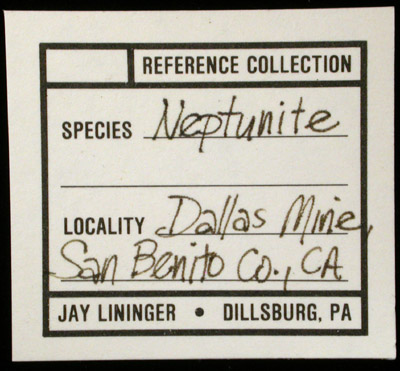 REFERENCE COLLECTION
SPECIES Neptunite
LOCALITY Dallas Mine,
San Benito Co., CA
JAY LININGER • DILLSBURG, PA